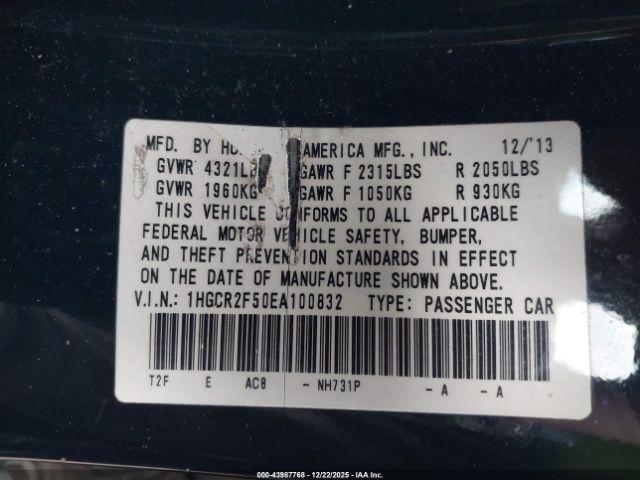 MFD. BY HO AMERICA MFG., INC. 12/'13
GVWR 4321LB GAWR F 2315LBS R 2050LBS
GVWR 1960KG GAWR F 1050KG R 930KG
THIS VEHICLE CONFORMS TO ALL APPLICABLE
FEDERAL MOTOR VEHICLE SAFETY, BUMPER,
AND THEFT PREVENTION STANDARDS IN EFFECT
ON THE DATE OF MANUFACTURE SHOWN ABOVE.
V.I.N.: 1HGCR2F50EA100832 TYPE: PASSENGER CAR
T2F E AC8 - NH731P - A - A
000-43987768 - 12/22/2025 - IAA Inc.